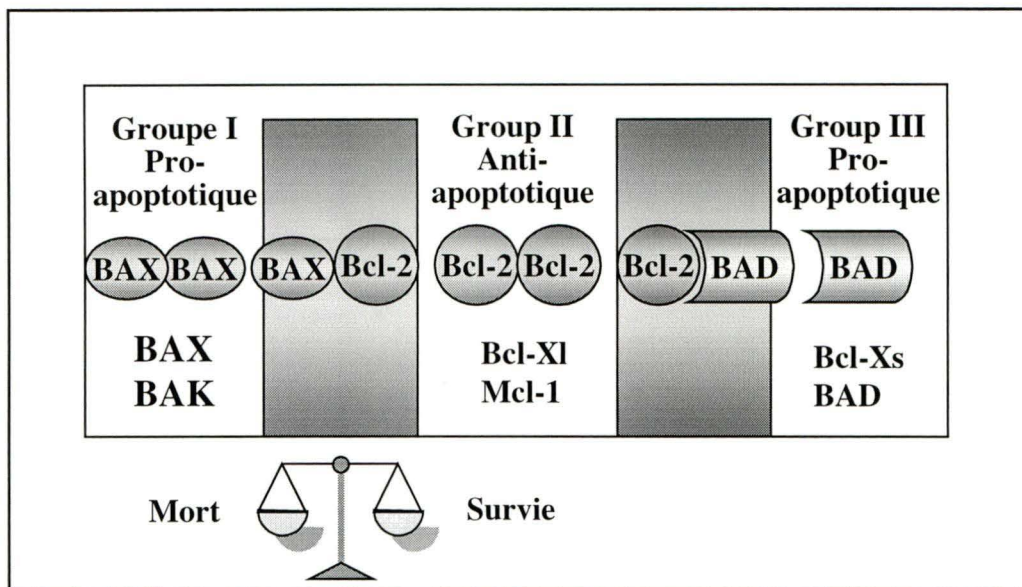 Groupe I
Pro-
apoptotique
Group II
Anti-
apoptotique
Group III
Pro-
apoptotique
BAX BAX BAX Bcl-2 Bcl-2 Bcl-2 Bcl-2 BAD BAD
BAX
BAK
Bcl-Xl
Mcl-1
Bcl-Xs
BAD
Mort
Survie